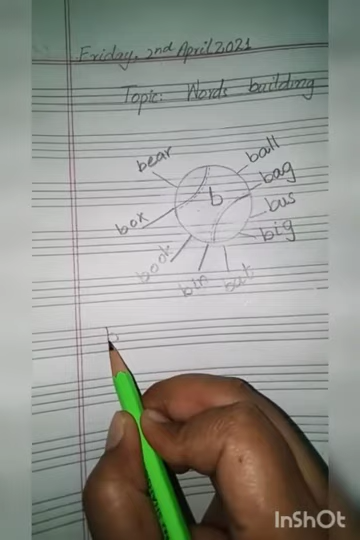 Friday, 2nd April 2021
Topic: Words building
bear
ball
bag
b
box
bus
big
book
bin
bat
b
InShOt